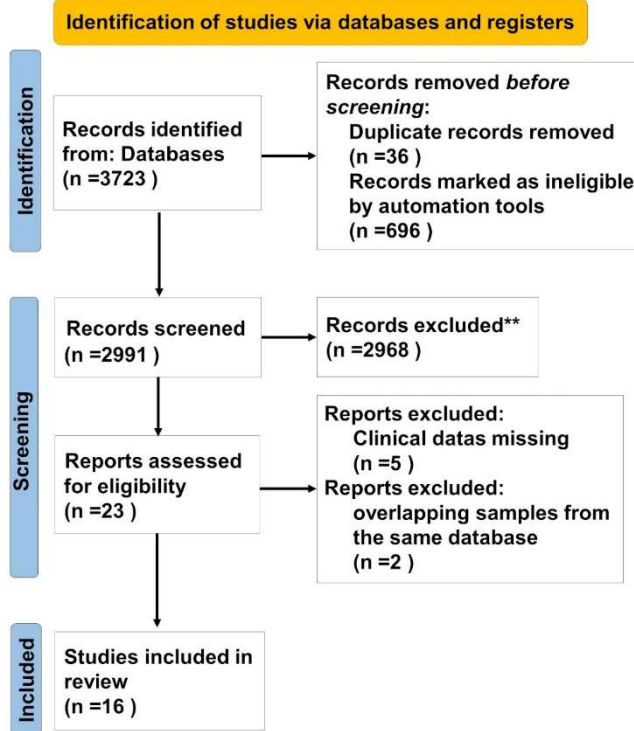 Identification of studies via databases and registers
Identification
Records identified
from: Databases
(n =3723 )
Records removed before
screening:
Duplicate records removed
(n =36 )
Records marked as ineligible
by automation tools
(n =696 )
Screening
Records screened
(n =2991 )
Records excluded**
(n =2968 )
Reports assessed
for eligibility
(n =23 )
Reports excluded:
Clinical datas missing
(n =5 )
Reports excluded:
overlapping samples from
the same database
(n =2 )
Included
Studies included in
review
(n =16 )